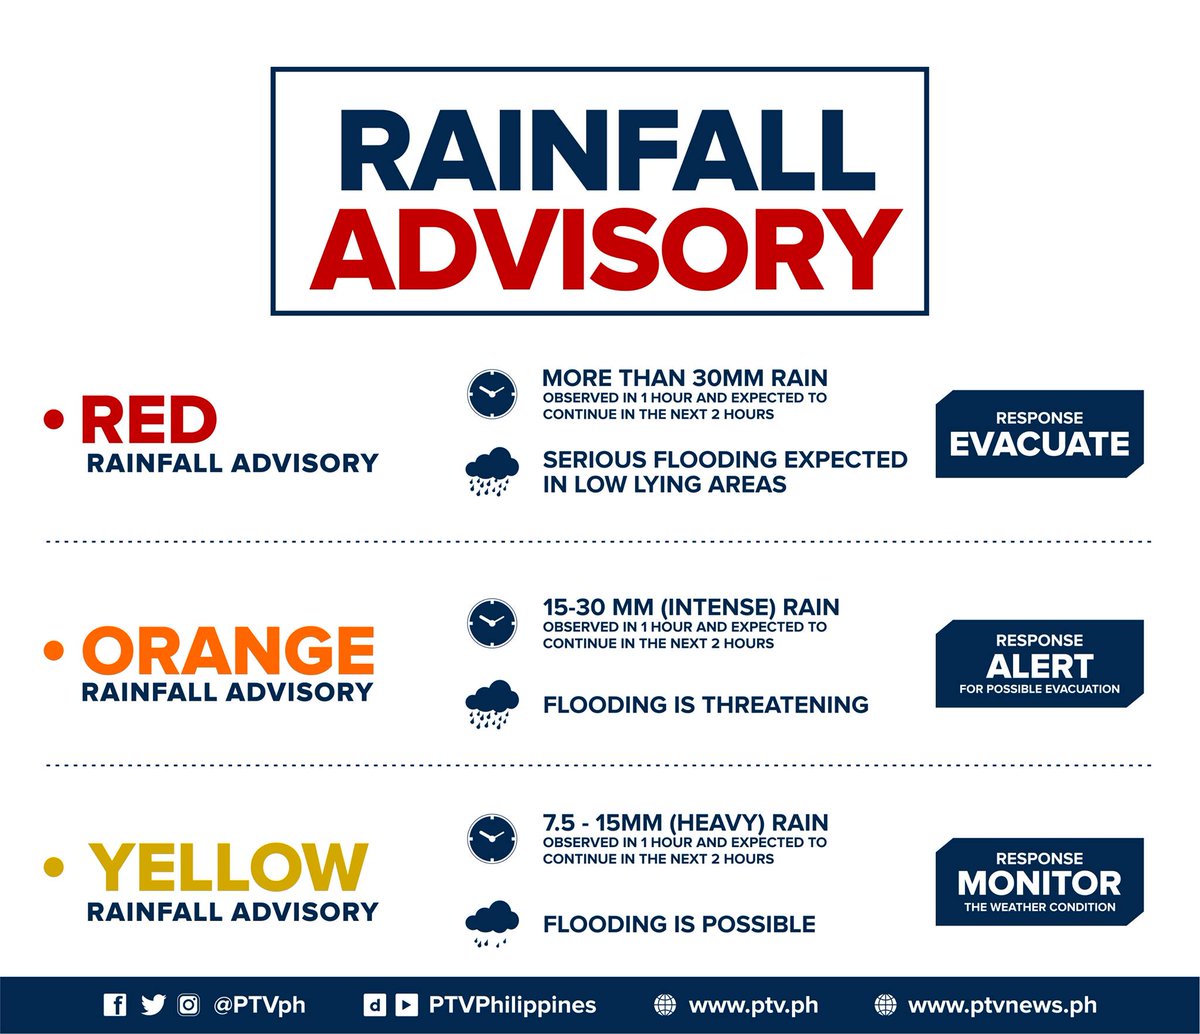 RAINFALL
ADVISORY
• RED
RAINFALL ADVISORY
MORE THAN 30MM RAIN
OBSERVED IN 1 HOUR AND EXPECTED TO
CONTINUE IN THE NEXT 2 HOURS
SERIOUS FLOODING EXPECTED
IN LOW LYING AREAS
RESPONSE
EVACUATE
• ORANGE
RAINFALL ADVISORY
15-30 MM (INTENSE) RAIN
OBSERVED IN 1 HOUR AND EXPECTED TO
CONTINUE IN THE NEXT 2 HOURS
FLOODING IS THREATENING
RESPONSE
ALERT
FOR POSSIBLE EVACUATION
• YELLOW
RAINFALL ADVISORY
7.5 - 15MM (HEAVY) RAIN
OBSERVED IN 1 HOUR AND EXPECTED TO
CONTINUE IN THE NEXT 2 HOURS
FLOODING IS POSSIBLE
RESPONSE
MONITOR
THE WEATHER CONDITION
@PTVph PTVPhilippines www.ptv.ph www.ptvnews.ph